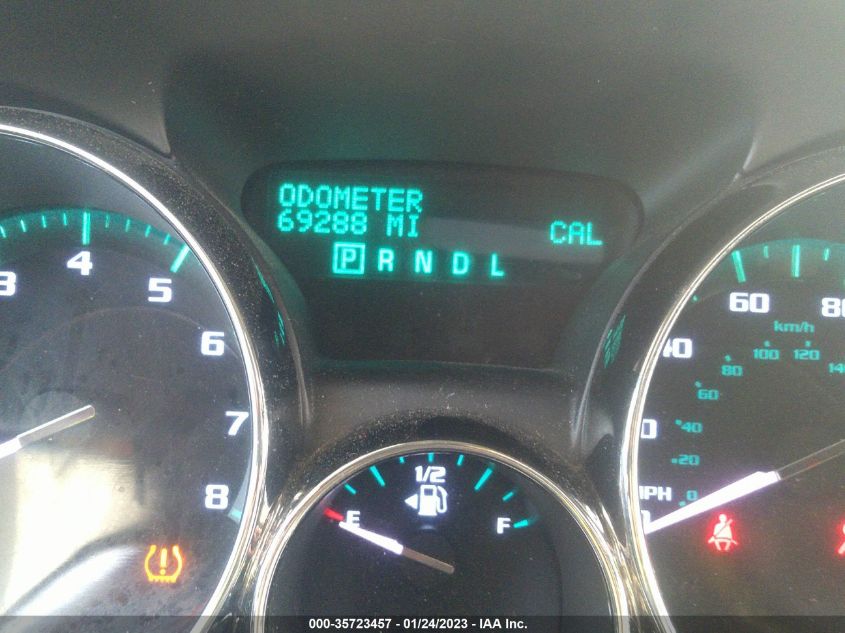 ODOMETER
69288 MI CAL
P R N D L
3 4 5 6 7 8
1/2
E F
60 80
40
km/h
80 100 120
60
40
20
0
MPH
000-35723457 - 01/24/2023 - IAA Inc.